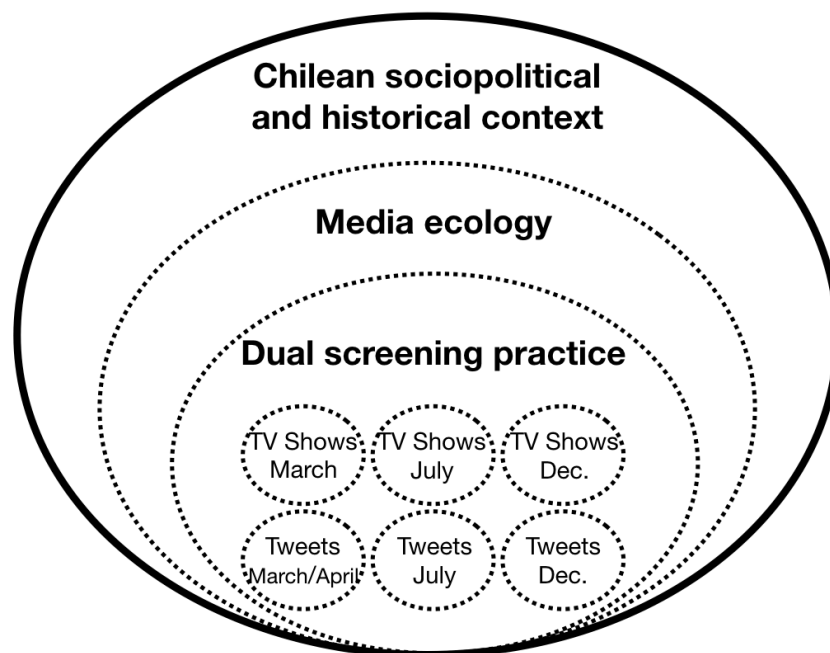 Chilean sociopolitical
and historical context
Media ecology
Dual screening practice
TV Shows
March
TV Shows
July
TV Shows
Dec.
Tweets
March/April
Tweets
July
Tweets
Dec.